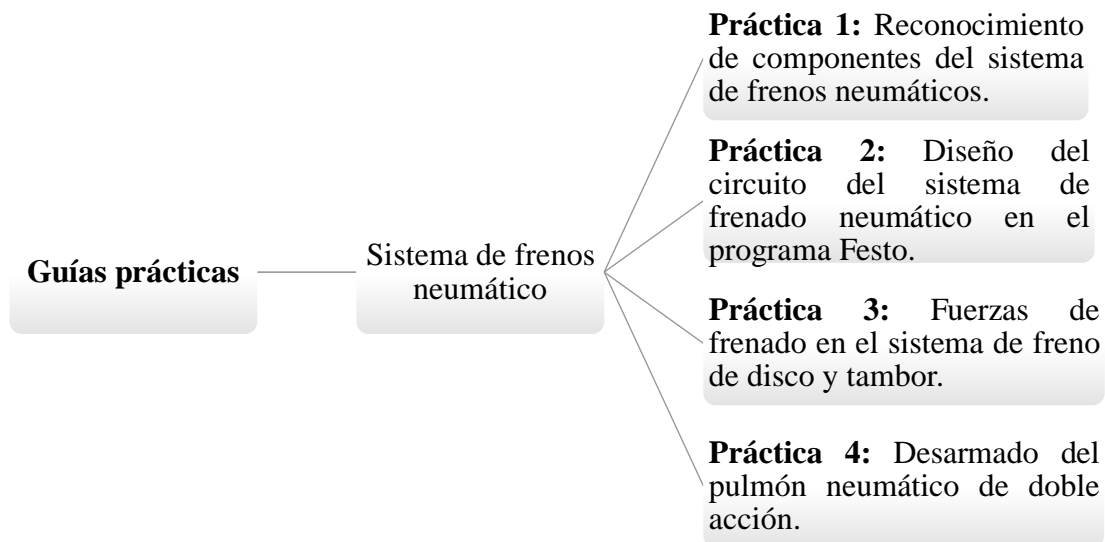 Guías prácticas
Sistema de frenos
neumático
Práctica 1: Reconocimiento
de componentes del sistema
de frenos neumáticos.
Práctica 2: Diseño del
circuito del sistema de
frenado neumático en el
programa Festo.
Práctica 3: Fuerzas de
frenado en el sistema de freno
de disco y tambor.
Práctica 4: Desarmado del
pulmón neumático de doble
acción.